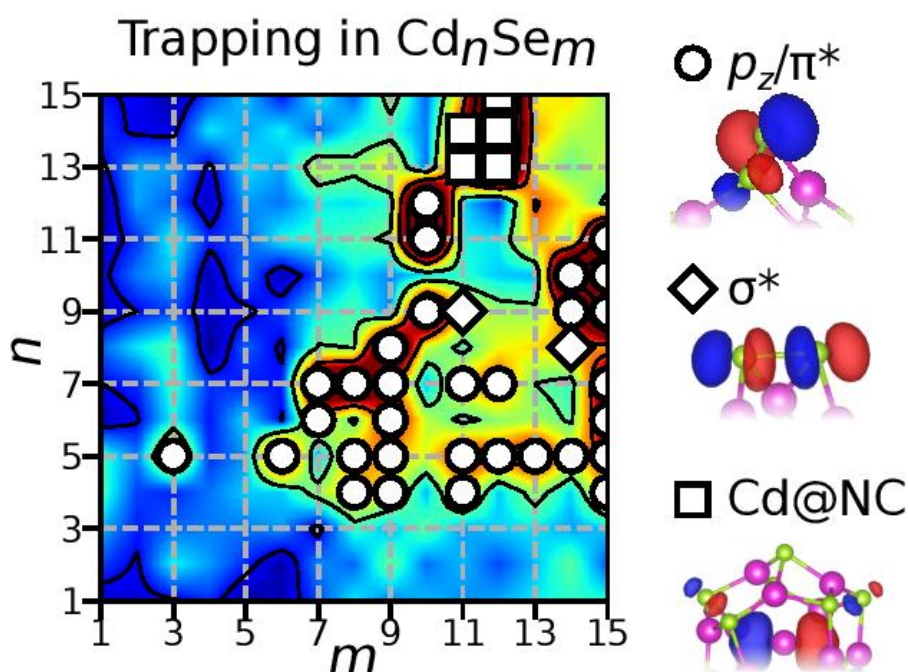 Trapping in CdnSem
15
13
11
9
7
5
3
1
n
1 3 5 7 9 11 13 15
m
pz/π*
σ*
Cd@NC